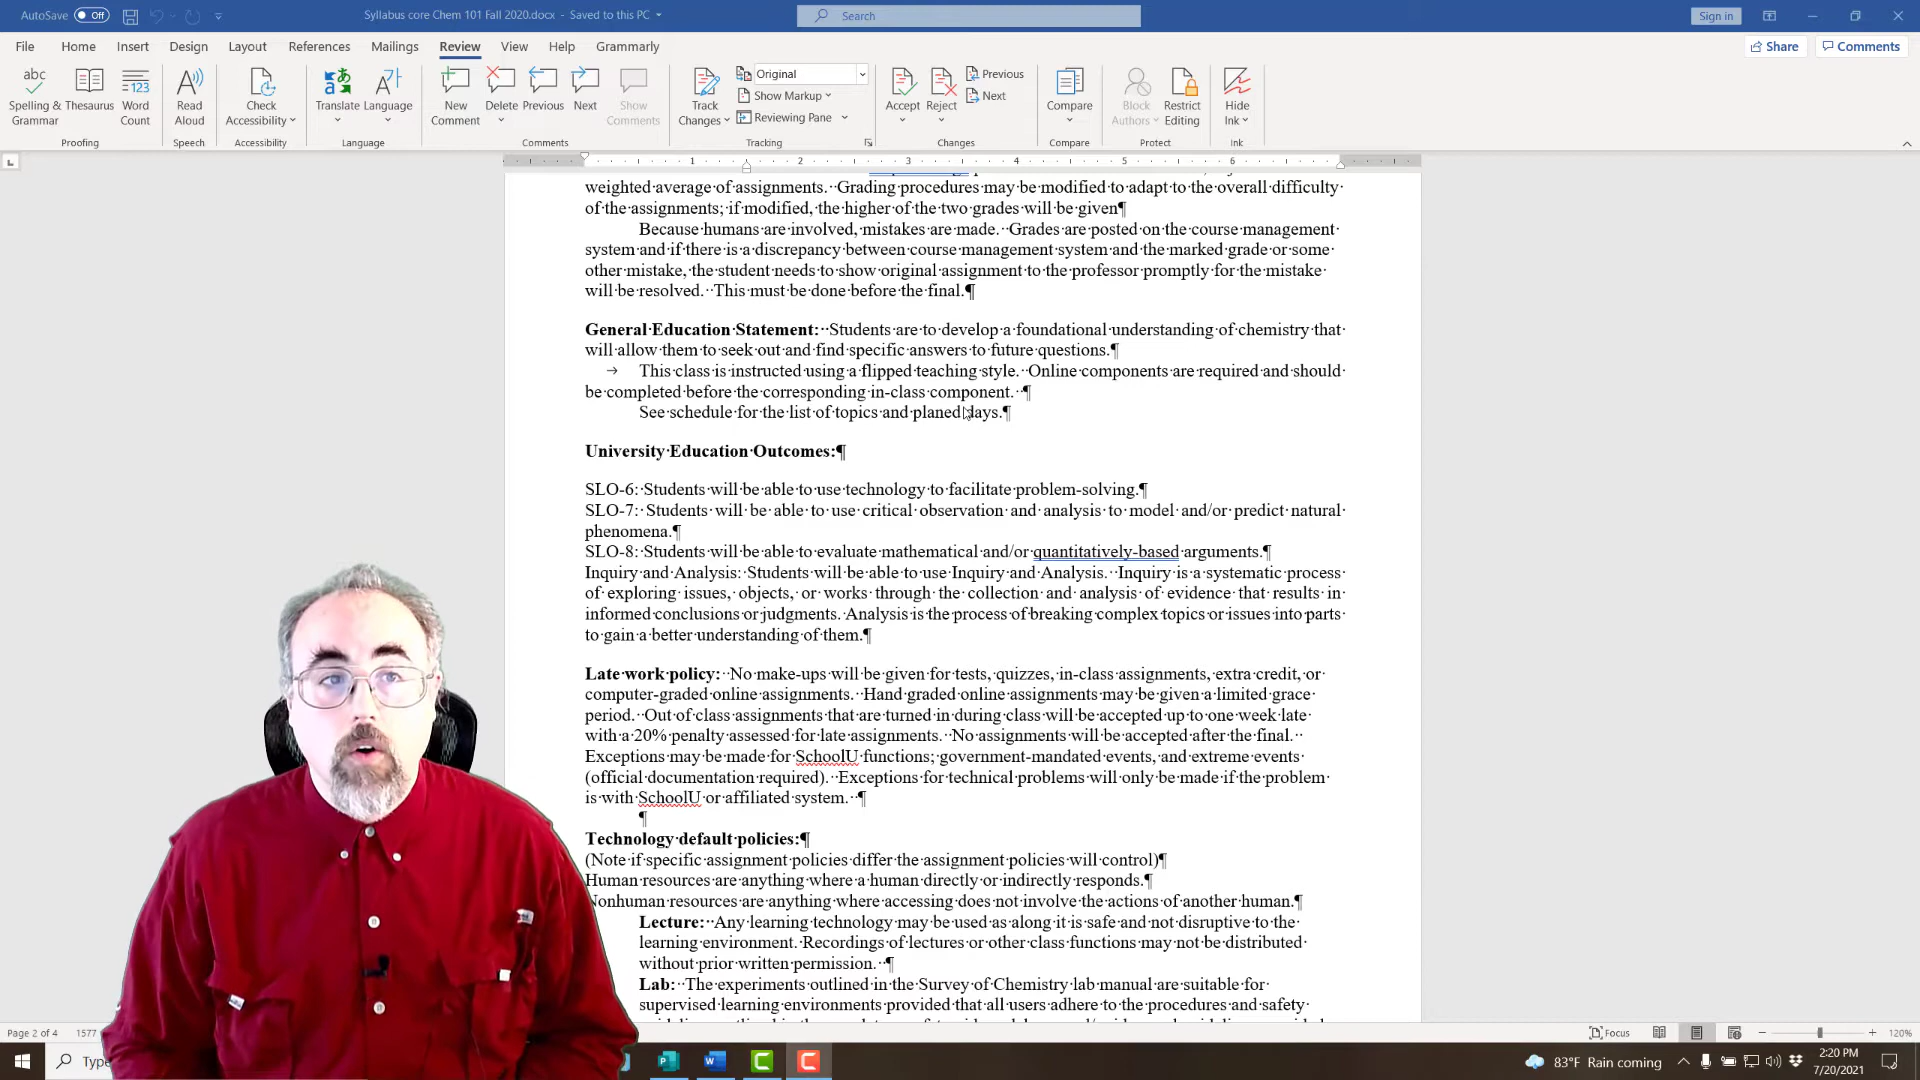 AutoSave Off
Syllabus core Chem 101 Fall 2020.docx - Saved to this PC
Search
Sign in
File Home Insert Design Layout References Mailings Review View Help Grammarly
Share Comments
Spelling & Grammar
Thesaurus
Word Count
Read Aloud
Check Accessibility
Translate
Language
New Comment
Delete
Previous
Next
Show Comments
Track Changes
Original
Show Markup
Reviewing Pane
Accept
Reject
Previous
Next
Compare
Block Authors
Restrict Editing
Hide Ink
Proofing Speech Accessibility Language Comments Tracking Changes Compare Protect Ink
1 2 3 4 5 6
weighted average of assignments. Grading procedures may be modified to adapt to the overall difficulty
of the assignments; if modified, the higher of the two grades will be given¶
Because humans are involved, mistakes are made. Grades are posted on the course management
system and if there is a discrepancy between course management system and the marked grade or some
other mistake, the student needs to show original assignment to the professor promptly for the mistake
will be resolved. This must be done before the final.¶
General Education Statement: Students are to develop a foundational understanding of chemistry that
will allow them to seek out and find specific answers to future questions.¶
This class is instructed using a flipped teaching style. Online components are required and should
be completed before the corresponding in-class component. ¶
See schedule for the list of topics and planed days.¶
University Education Outcomes:¶
SLO-6: Students will be able to use technology to facilitate problem-solving.¶
SLO-7: Students will be able to use critical observation and analysis to model and/or predict natural
phenomena.¶
SLO-8: Students will be able to evaluate mathematical and/or quantitatively-based arguments.¶
Inquiry and Analysis: Students will be able to use Inquiry and Analysis. Inquiry is a systematic process
of exploring issues, objects, or works through the collection and analysis of evidence that results in
informed conclusions or judgments. Analysis is the process of breaking complex topics or issues into parts
to gain a better understanding of them.¶
Late work policy: No make-ups will be given for tests, quizzes, in-class assignments, extra credit, or
computer-graded online assignments. Hand graded online assignments may be given a limited grace
period. Out of class assignments that are turned in during class will be accepted up to one week late
with a 20% penalty assessed for late assignments. No assignments will be accepted after the final.
Exceptions may be made for SchoolU functions; government-mandated events, and extreme events
(official documentation required). Exceptions for technical problems will only be made if the problem
is with SchoolU or affiliated system. ¶
¶
Technology default policies:¶
(Note if specific assignment policies differ the assignment policies will control)¶
Human resources are anything where a human directly or indirectly responds.¶
Nonhuman resources are anything where accessing does not involve the actions of another human.¶
Lecture: Any learning technology may be used as along it is safe and not disruptive to the
learning environment. Recordings of lectures or other class functions may not be distributed
without prior written permission. ¶
Lab: The experiments outlined in the Survey of Chemistry lab manual are suitable for
supervised learning environments provided that all users adhere to the procedures and safety
Page 2 of 4 1577
Focus
120%
Type
83°F Rain coming
2:20 PM
7/20/2021